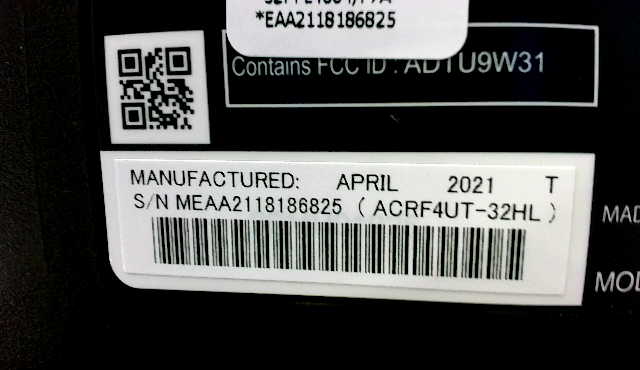 *EAA2118186825
Contains FCC ID : ADTU9W31
MANUFACTURED: APRIL 2021 T
S/N MEAA2118186825 ( ACRF4UT-32HL )